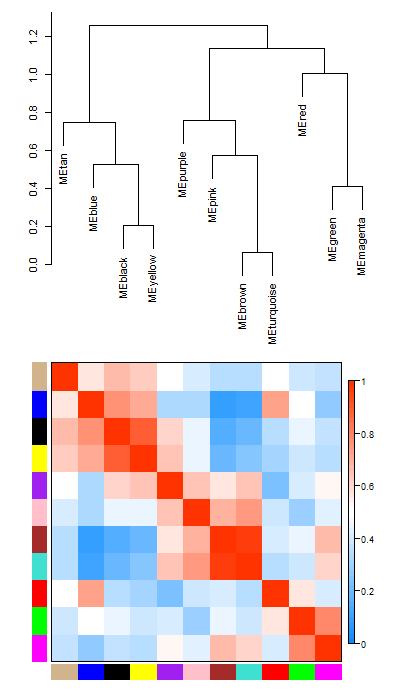 1.2
1.0
0.8
0.6
0.4
0.2
0.0
MEtan
MEblue
MEblack
MEyellow
MEpurple
MEpink
MEbrown
MEturquoise
MEred
MEgreen
MEmagenta
1
0.8
0.6
0.4
0.2
0